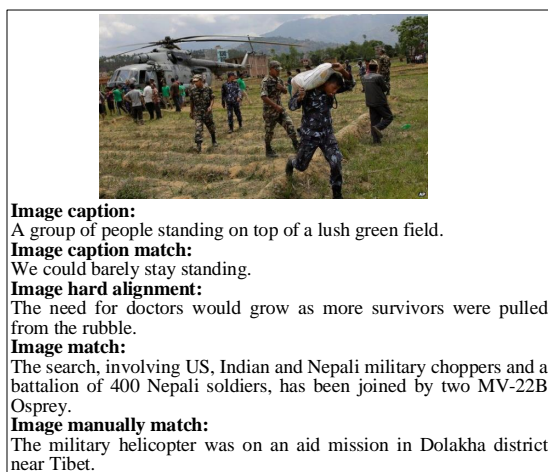 AP
Image caption:
A group of people standing on top of a lush green field.
Image caption match:
We could barely stay standing.
Image hard alignment:
The need for doctors would grow as more survivors were pulled
from the rubble.
Image match:
The search, involving US, Indian and Nepali military choppers and a
battalion of 400 Nepali soldiers, has been joined by two MV-22B
Osprey.
Image manually match:
The military helicopter was on an aid mission in Dolakha district
near Tibet.